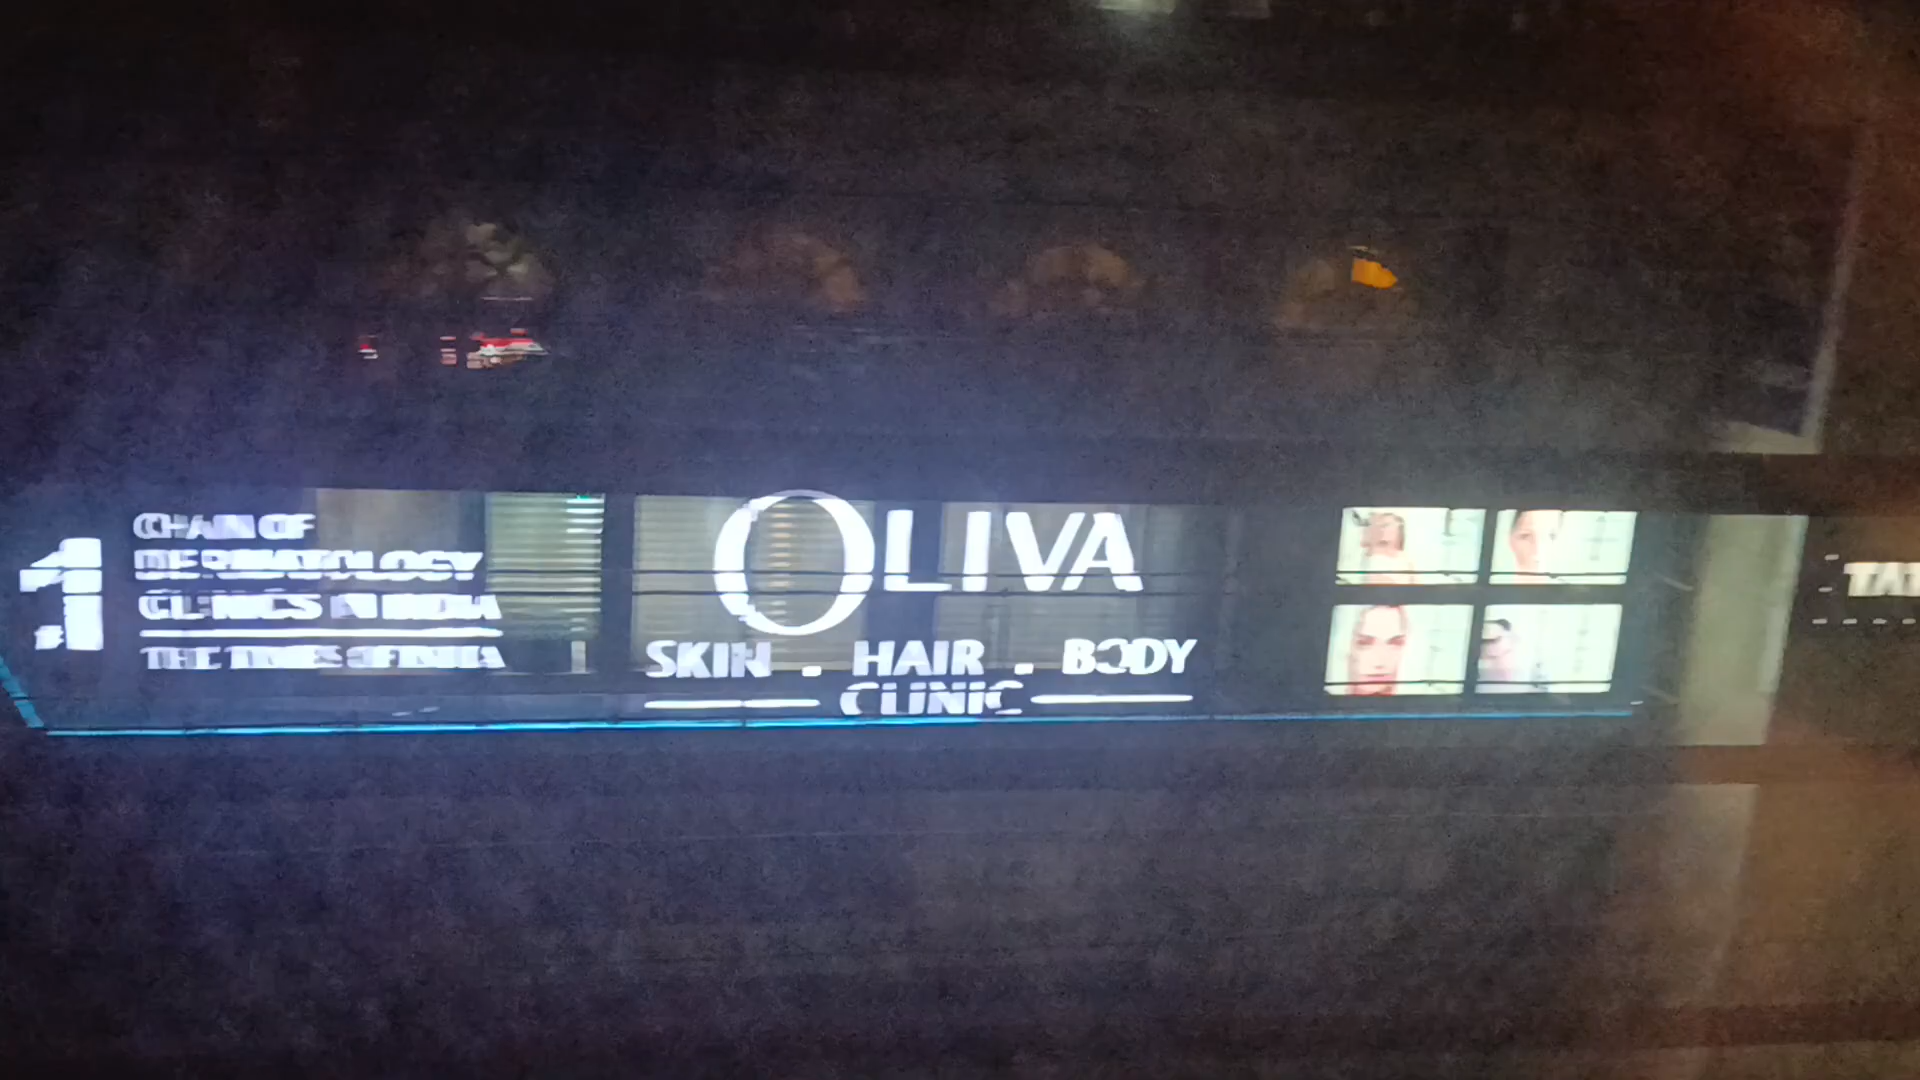 #1
CHAIN OF
DERMATOLOGY
CLINICS IN INDIA
THE TIMES OF INDIA
OLIVA
SKIN . HAIR . BODY
CLINIC